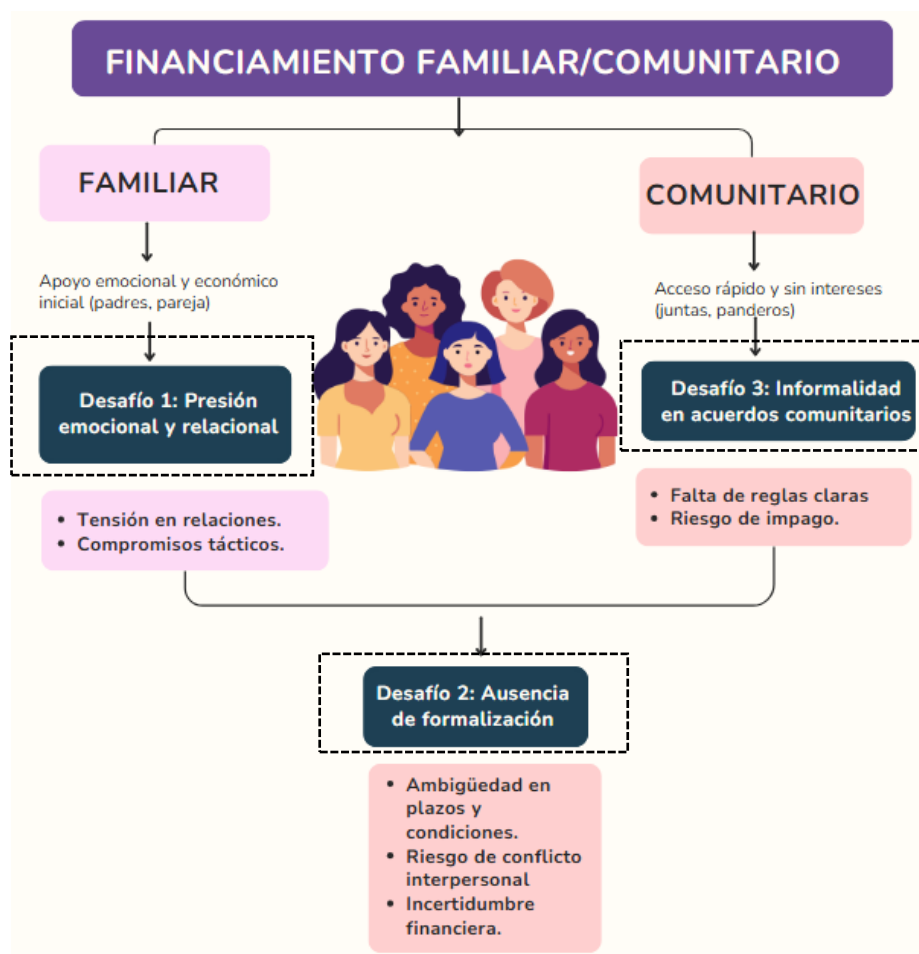 FINANCIAMIENTO FAMILIAR/COMUNITARIO
FAMILIAR
Apoyo emocional y económico
inicial (padres, pareja)
Desafío 1: Presión
emocional y relacional
• Tensión en relaciones.
• Compromisos tácticos.
COMUNITARIO
Acceso rápido y sin intereses
(juntas, panderos)
Desafío 3: Informalidad
en acuerdos comunitarios
• Falta de reglas claras
• Riesgo de impago.
Desafío 2: Ausencia
de formalización
• Ambigüedad en
plazos y
condiciones.
• Riesgo de conflicto
interpersonal
• Incertidumbre
financiera.